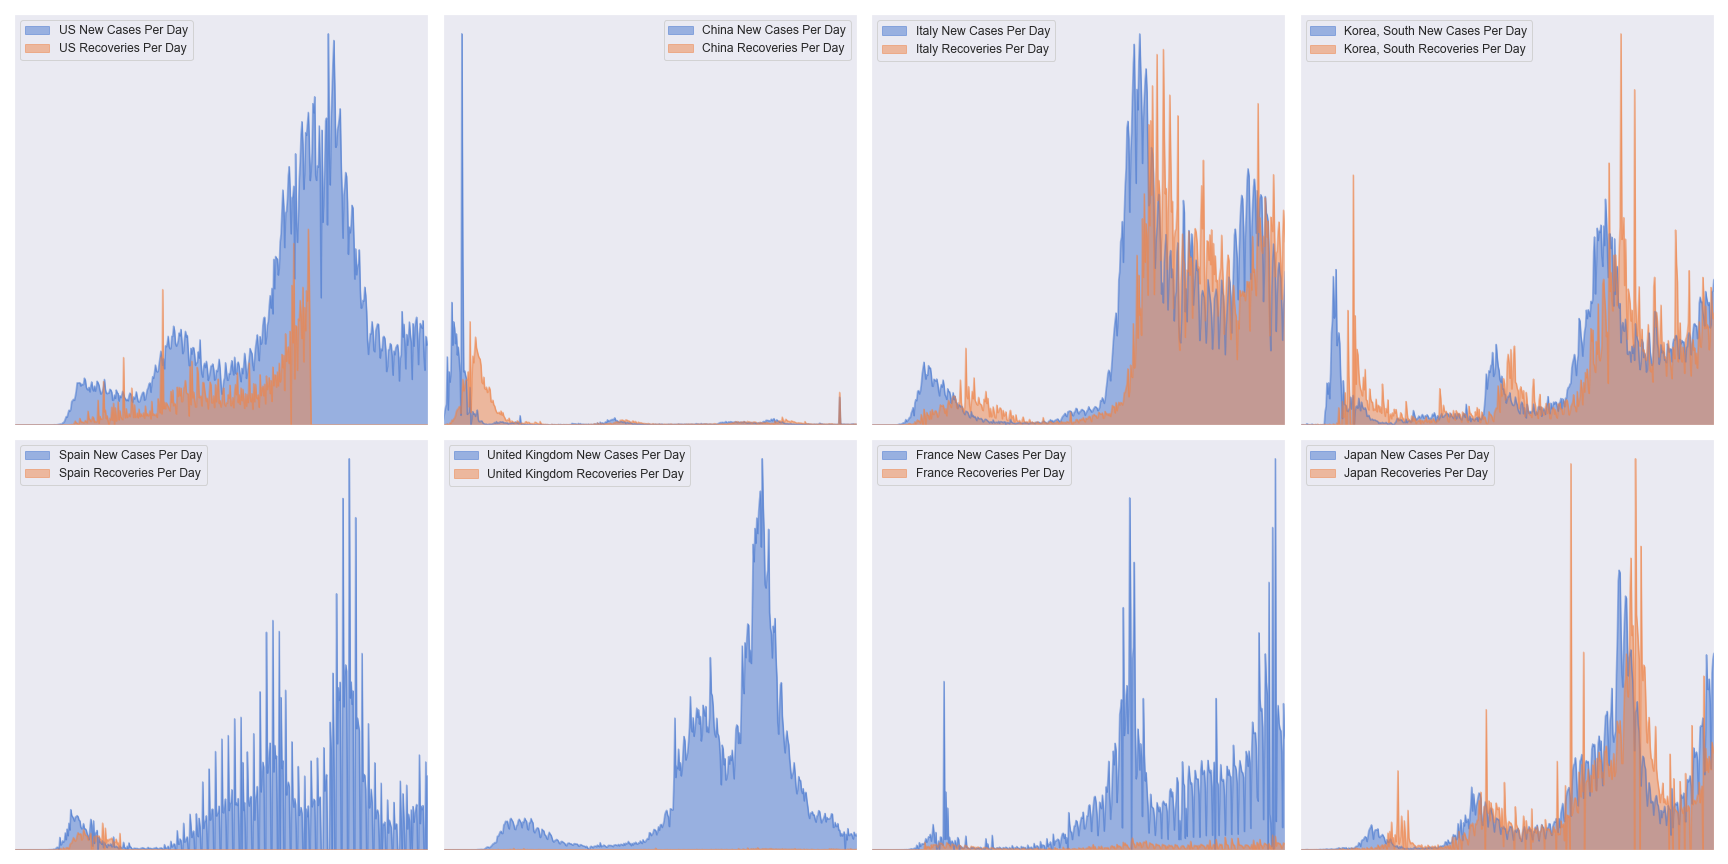 US New Cases Per Day
US Recoveries Per Day
China New Cases Per Day
China Recoveries Per Day
Italy New Cases Per Day
Italy Recoveries Per Day
Korea, South New Cases Per Day
Korea, South Recoveries Per Day
Spain New Cases Per Day
Spain Recoveries Per Day
United Kingdom New Cases Per Day
United Kingdom Recoveries Per Day
France New Cases Per Day
France Recoveries Per Day
Japan New Cases Per Day
Japan Recoveries Per Day